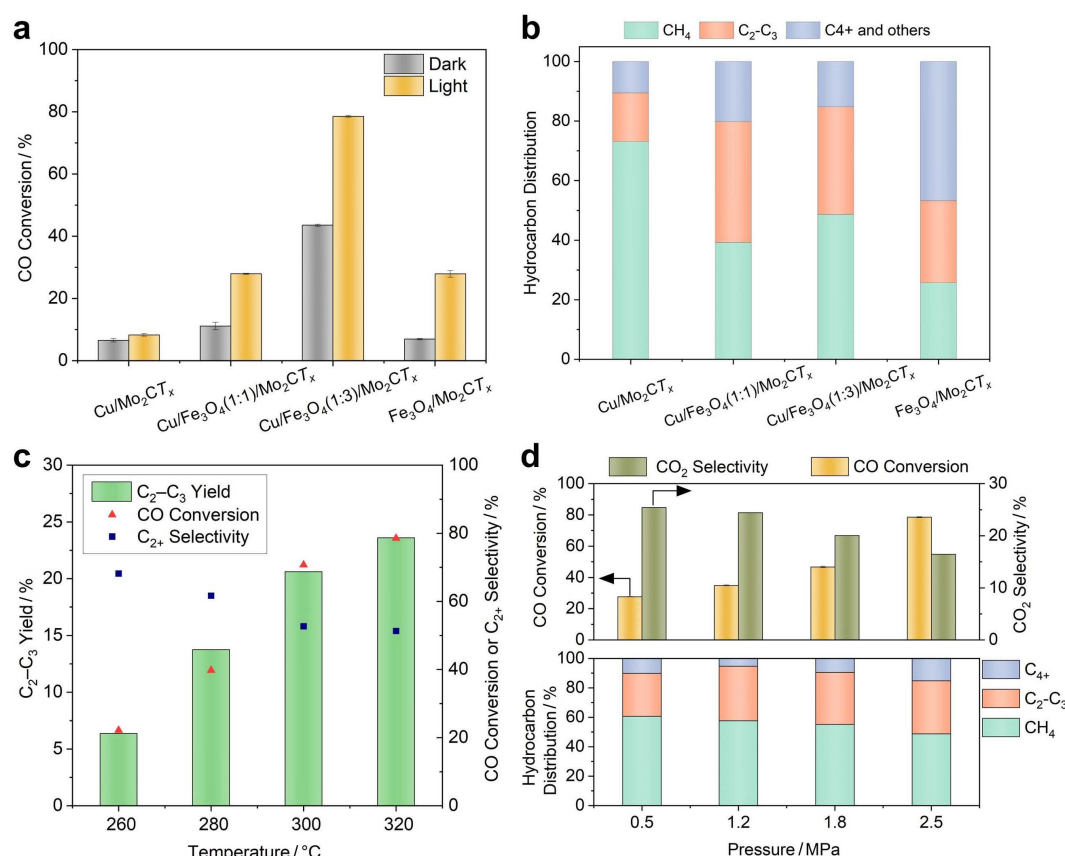 a
CO Conversion / %
100
80
60
40
20
0
Dark
Light
Cu/Mo₂CTₓ
Cu/Fe₃O₄(1:1)/Mo₂CTₓ
Cu/Fe₃O₄(1:3)/Mo₂CTₓ
Fe₃O₄/Mo₂CTₓ
b
CH₄ C₂-C₃ C4+ and others
Hydrocarbon Distribution
100
80
60
40
20
0
Cu/Mo₂CTₓ
Cu/Fe₃O₄(1:1)/Mo₂CTₓ
Cu/Fe₃O₄(1:3)/Mo₂CTₓ
Fe₃O₄/Mo₂CTₓ
c
C₂–C₃ Yield / %
30
25
20
15
10
5
0
C₂–C₃ Yield
CO Conversion
C₂₊ Selectivity
100
80
60
40
20
0
CO Conversion or C₂₊ Selectivity / %
260 280 300 320
Temperature / °C
d
CO₂ Selectivity CO Conversion
CO Conversion / %
100
80
60
40
20
0
30
20
10
0
CO₂ Selectivity / %
Hydrocarbon
Distribution / %
100
80
60
40
20
0
C₄₊
C₂-C₃
CH₄
0.5 1.2 1.8 2.5
Pressure / MPa